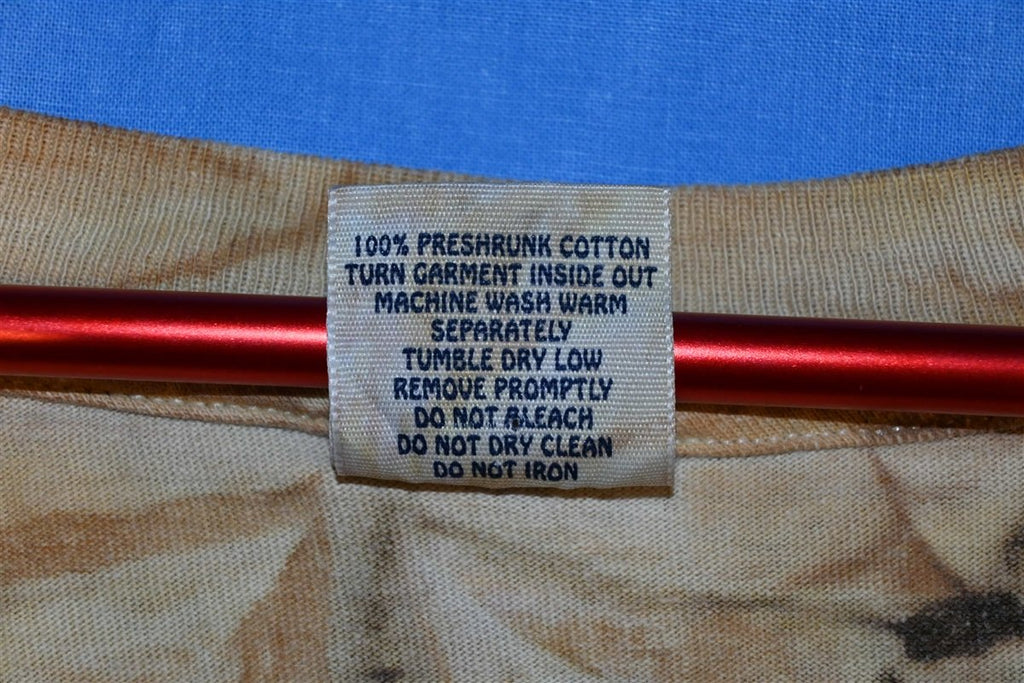 100% PRESHRUNK COTTON
TURN GARMENT INSIDE OUT
MACHINE WASH WARM
SEPARATELY
TUMBLE DRY LOW
REMOVE PROMPTLY
DO NOT BLEACH
DO NOT DRY CLEAN
DO NOT IRON